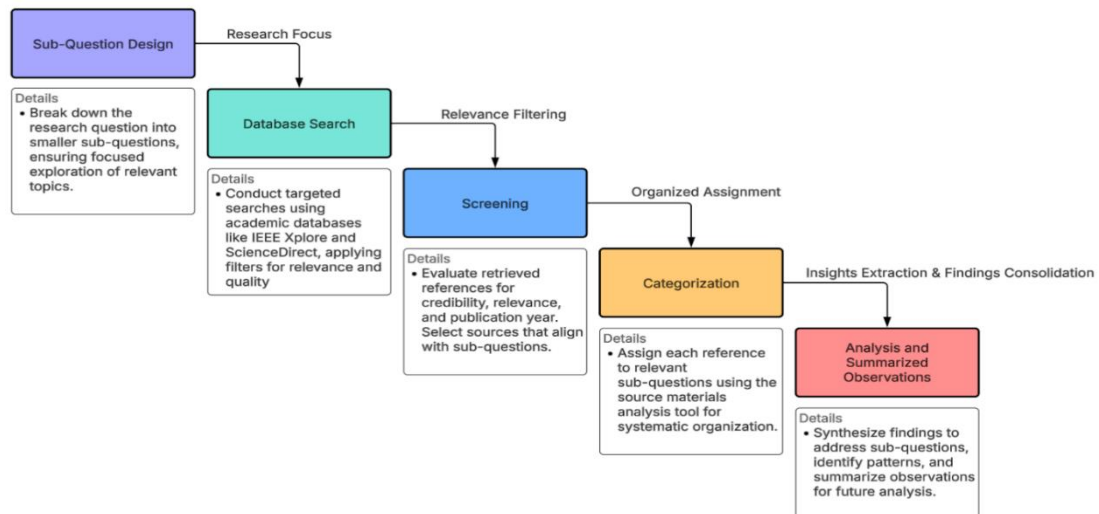 Sub-Question Design
Research Focus
Details
• Break down the
research question into
smaller sub-questions,
ensuring focused
exploration of relevant
topics.
Database Search
Relevance Filtering
Details
• Conduct targeted
searches using
academic databases
like IEEE Xplore and
ScienceDirect, applying
filters for relevance and
quality
Screening
Organized Assignment
Details
• Evaluate retrieved
references for
credibility, relevance,
and publication year.
Select sources that align
with sub-questions.
Categorization
Insights Extraction & Findings Consolidation
Details
• Assign each reference
to relevant
sub-questions using the
source materials
analysis tool for
systematic organization.
Analysis and
Summarized
Observations
Details
• Synthesize findings to
address sub-questions,
identify patterns, and
summarize observations
for future analysis.